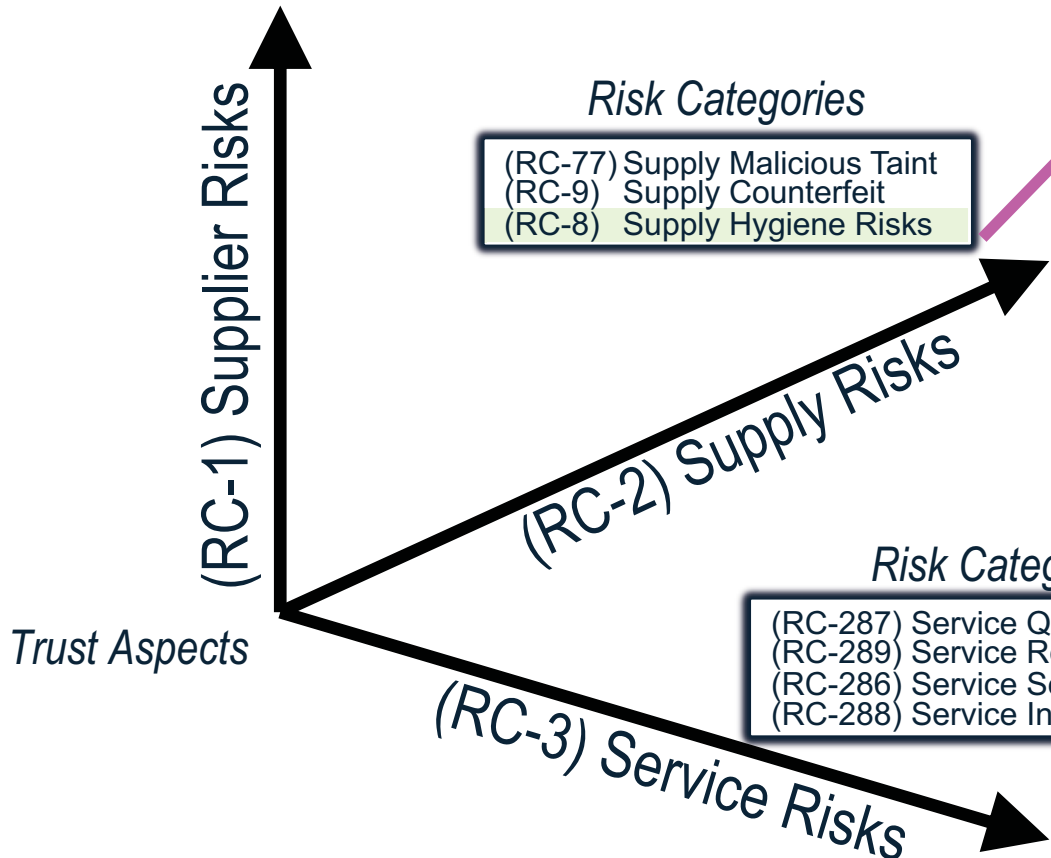 Risk Categories
(RC-77) Supply Malicious Taint
(RC-9) Supply Counterfeit
(RC-8) Supply Hygiene Risks
(RC-1) Supplier Risks
(RC-2) Supply Risks
Risk
(RC-287) Service
(RC-289) Service
(RC-286) Service
(RC-288) Service
Trust Aspects
(RC-3) Service Risks